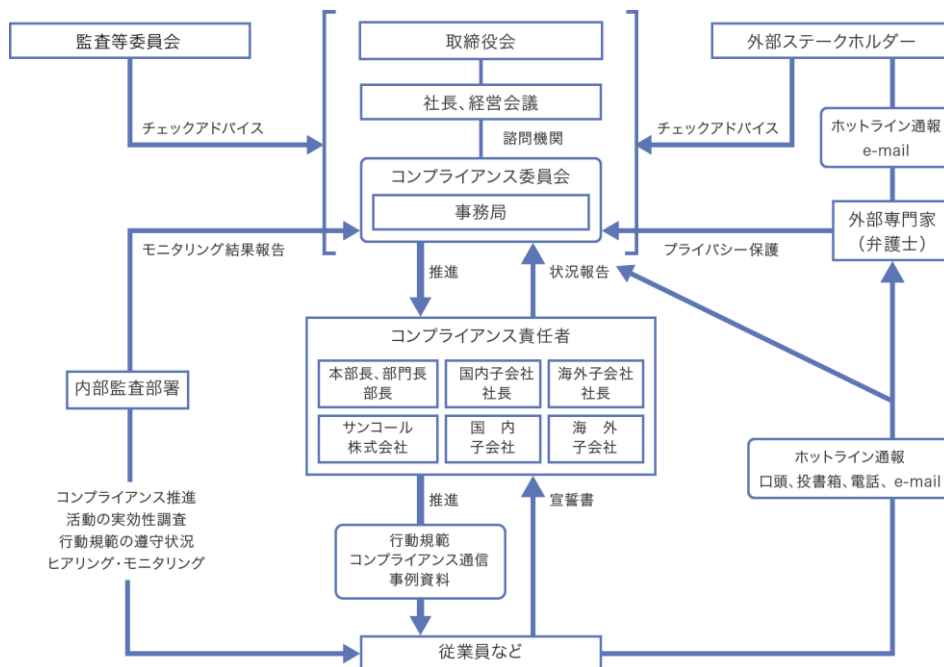 監査等委員会
取締役会
外部ステークホルダー
社長、経営会議
チェックアドバイス
諮問機関
チェックアドバイス
ホットライン通報
e-mail
コンプライアンス委員会
事務局
外部専門家
（弁護士）
モニタリング結果報告
プライバシー保護
推進
状況報告
コンプライアンス責任者
本部長、部門長
部長
国内子会社
社長
海外子会社
社長
サンコール
株式会社
国　内
子会社
海　外
子会社
内部監査部署
ホットライン通報
口頭、投書箱、電話、e-mail
コンプライアンス推進
活動の実効性調査
行動規範の遵守状況
ヒアリング・モニタリング
推進
宣誓書
行動規範
コンプライアンス通信
事例資料
従業員など